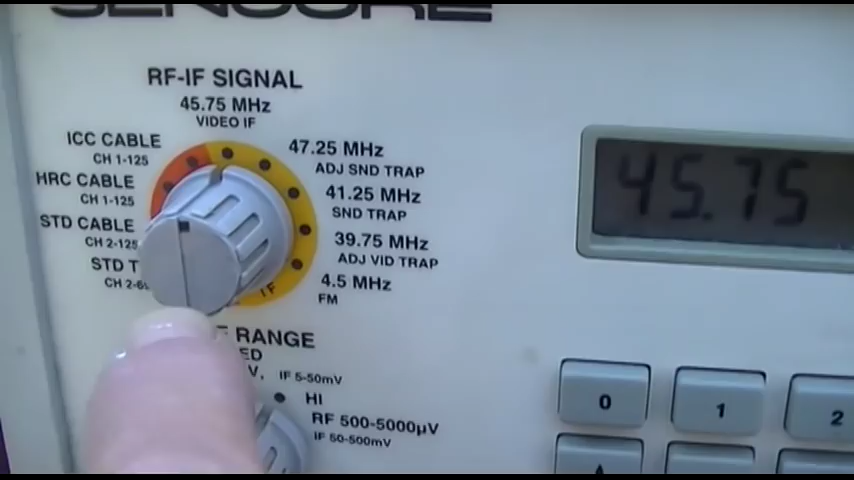 SENCORE
RF-IF SIGNAL
45.75 MHz
VIDEO IF
ICC CABLE
CH 1-125
HRC CABLE
CH 1-125
STD CABLE
CH 2-125
STD
CH 2-69
47.25 MHz
ADJ SND TRAP
41.25 MHz
SND TRAP
39.75 MHz
ADJ VID TRAP
4.5 MHz
FM
IF
45.75
RANGE
IF 5-50mV
HI
RF 500-5000µV
IF 50-500mV
0
1
2